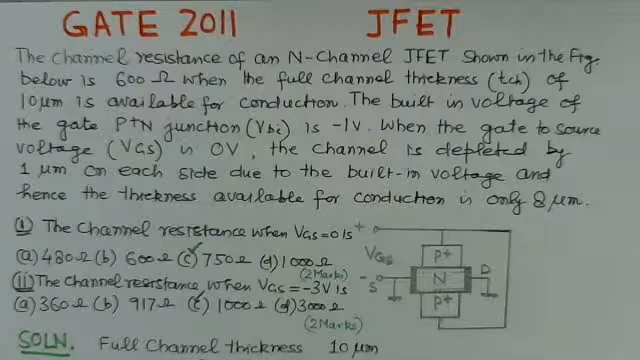 GATE 2011 JFET
The Channel resistance of an N-Channel JFET Shown in the Fig.
below is 600 Ω when the full channel thickness (tch) of
10μm is available for conduction. The built in voltage of
the gate P+N junction (Vbi) is -1V. When the gate to source
voltage (VGS) is 0V, the channel is depleted by
1 μm on each side due to the built-in voltage and
hence the thickness available for conduction is only 8 μm.
(i) The Channel resistance when VGS=0 is
(a) 480Ω (b) 600Ω (c) 750Ω (d) 1000Ω
(2Marks)
(ii) The Channel resistance when VGS = -3V is
(a) 360Ω (b) 917Ω (c) 1000Ω (d) 3000Ω
(2Marks)
+
VGS
P+
-
S
N
D
P+
SOLN. Full Channel thickness 10 μm